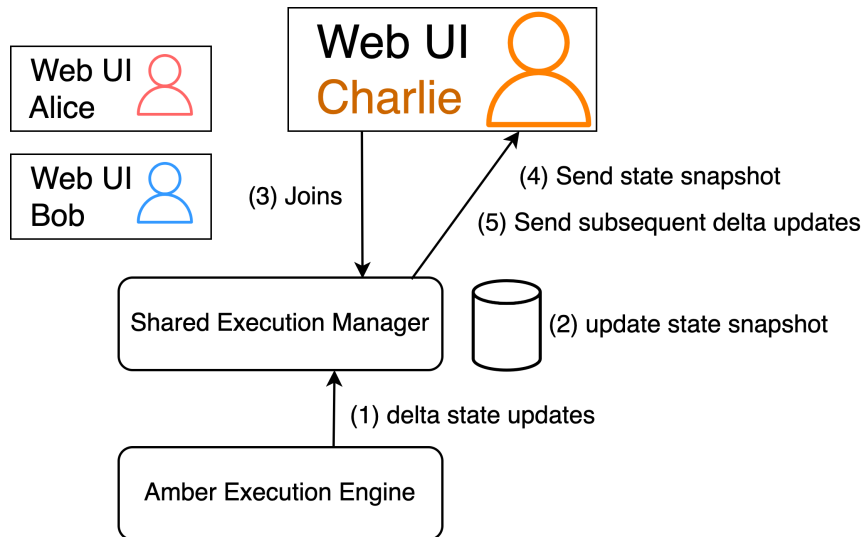 Web UI
Alice
Web UI
Charlie
Web UI
Bob
(3) Joins
(4) Send state snapshot
(5) Send subsequent delta updates
Shared Execution Manager
(2) update state snapshot
(1) delta state updates
Amber Execution Engine